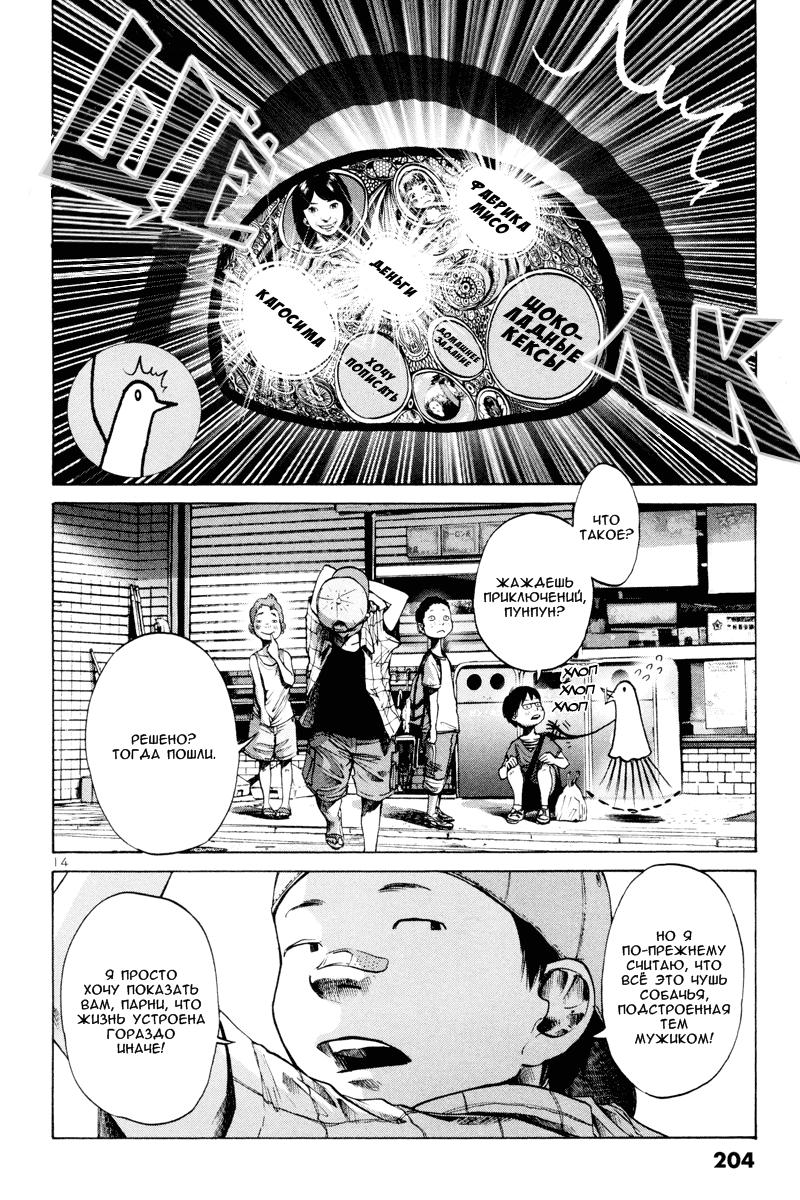 ЩЁ
ЛК
ФАБРИКА
МИСО
ДЕНЬГИ
КАГОСИМА
ШОКО-
ЛАДНЫЕ
КЕКСЫ
ДОМАШНЕЕ
ЗАДАНИЕ
ХОЧУ
ПОПИСАТЬ
ЧТО
ТАКОЕ?
ЖАЖДЕШЬ
ПРИКЛЮЧЕНИЙ,
ПУНПУН?
ХЛОП
ХЛОП
ХЛОП
РЕШЕНО?
ТОГДА ПОШЛИ.
14
НО Я
ПО-ПРЕЖНЕМУ
СЧИТАЮ, ЧТО
ВСЁ ЭТО ЧУШЬ
СОБАЧЬЯ,
ПОДСТРОЕННАЯ
ТЕМ
МУЖИКОМ!
Я ПРОСТО
ХОЧУ ПОКАЗАТЬ
ВАМ, ПАРНИ, ЧТО
ЖИЗНЬ УСТРОЕНА
ГОРАЗДО
ИНАЧЕ!
204